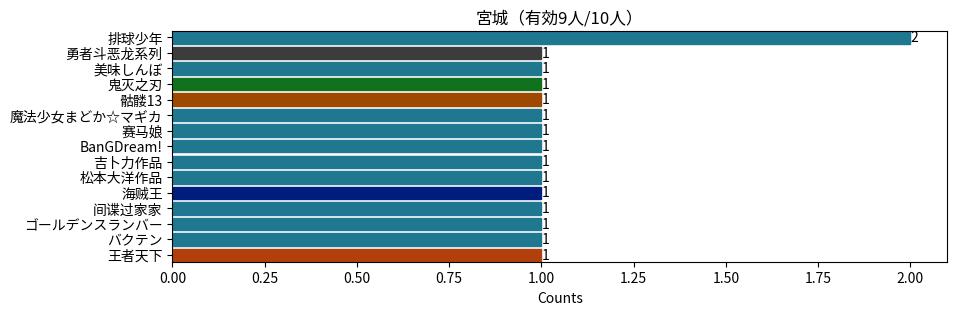 宮城（有効9人/10人）
排球少年
2
勇者斗恶龙系列
1
美味しんぼ
1
鬼灭之刃
1
骷髅13
1
魔法少女まどか☆マギカ
1
赛马娘
1
BanGDream!
1
吉卜力作品
1
松本大洋作品
1
海贼王
1
间谍过家家
1
ゴールデンスランバー
1
バクテン
1
王者天下
1
0.00 0.25 0.50 0.75 1.00 1.25 1.50 1.75 2.00
Counts